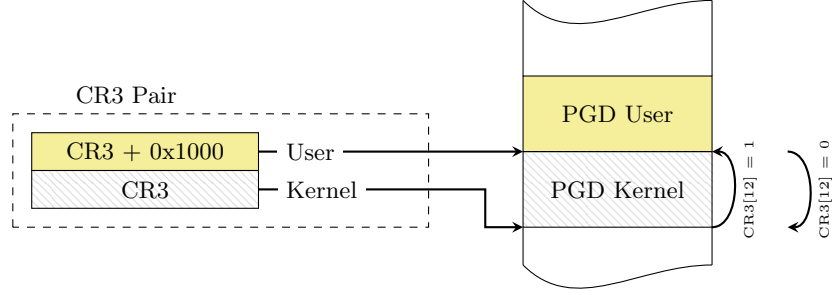 CR3 Pair
CR3 + 0x1000
User
CR3
Kernel
PGD User
PGD Kernel
CR3[12] = 1
CR3[12] = 0